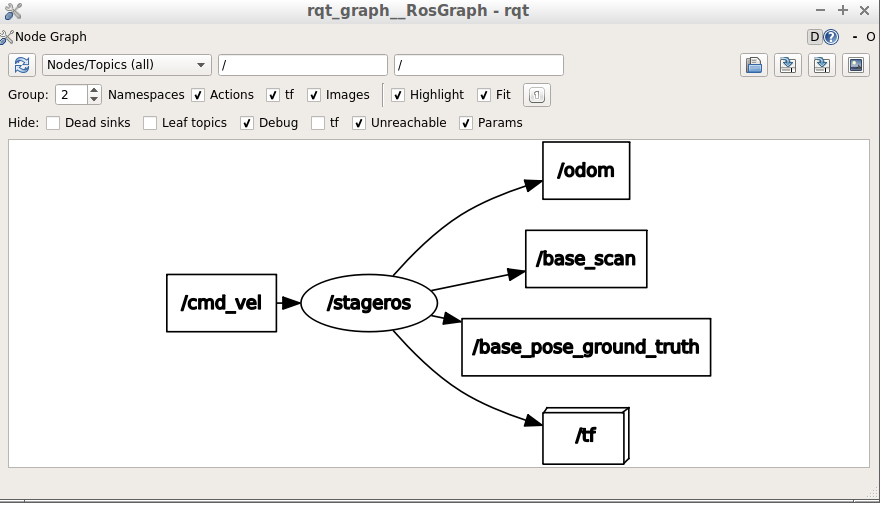 rqt_graph__RosGraph - rqt
Node Graph
D
- O
Nodes/Topics (all)
/
/
Group: 2 Namespaces Actions tf Images Highlight Fit
Hide: Dead sinks Leaf topics Debug tf Unreachable Params
/odom
/base_scan
/cmd_vel
/stageros
/base_pose_ground_truth
/tf